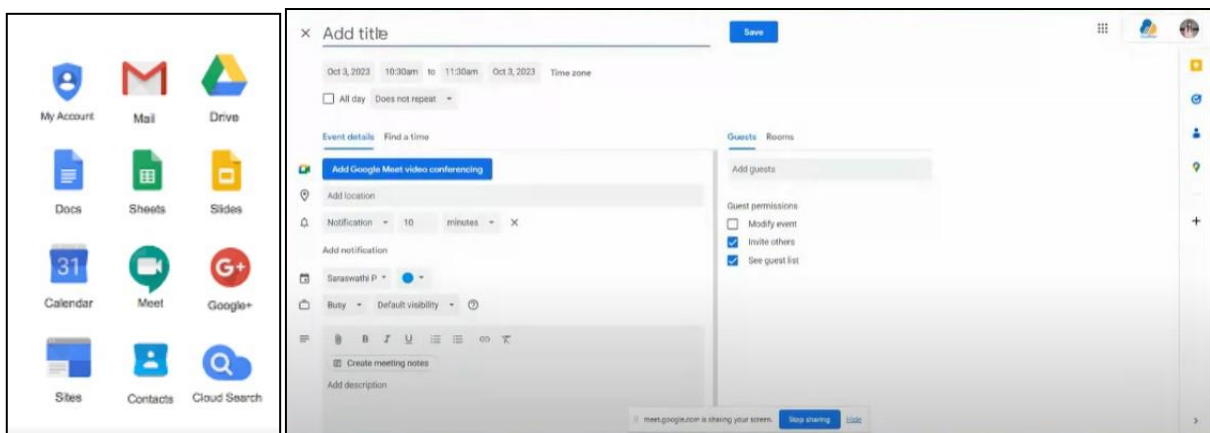 My Account Mail Drive
Docs Sheets Slides
31
G+
Calendar Meet Google+
Sites Contacts Cloud Search
× Add title Save
Oct 3, 2023 10:30am to 11:30am Oct 3, 2023 Time zone
All day Does not repeat
Event details Find a time
Guests Rooms
Add Google Meet video conferencing
Add guests
Add location
Notification 10 minutes ×
Guest permissions
Modify event
Invite others
See guest list
Add notification
Saraswathi P
Busy Default visibility
B I U
Create meeting notes
Add description
meet.google.com is sharing your screen. Stop sharing Hide